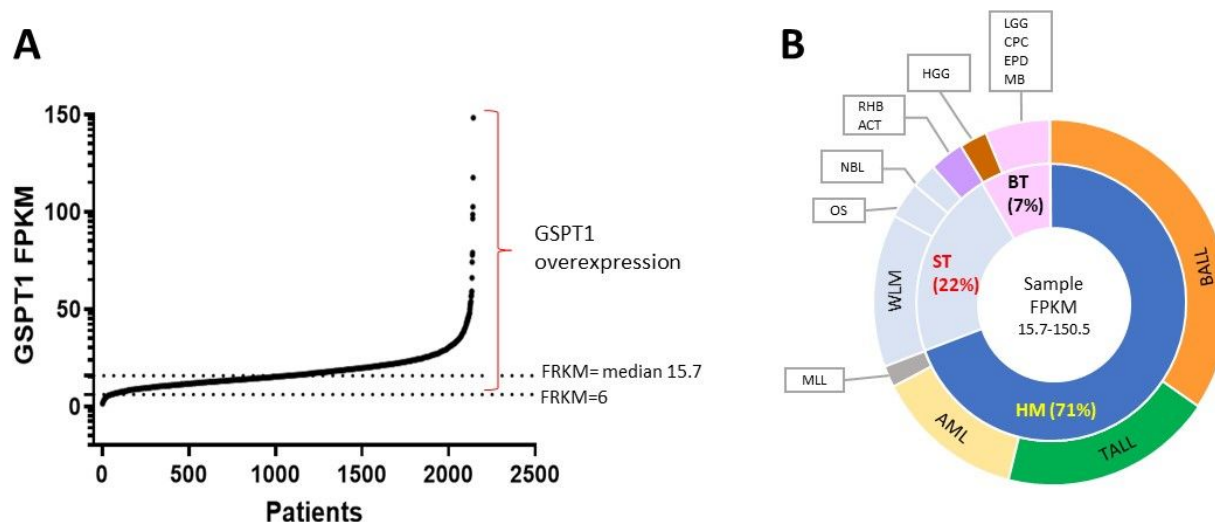 A
GSPT1 FPKM
150
100
50
0
0
500
1000
1500
2000
2500
Patients
GSPT1
overexpression
FRKM= median 15.7
FRKM=6
B
LGG
CPC
EPD
MB
HGG
RHB
ACT
NBL
OS
WLM
MLL
AML
TALL
BALL
BT
(7%)
ST
(22%)
HM (71%)
Sample
FPKM
15.7-150.5